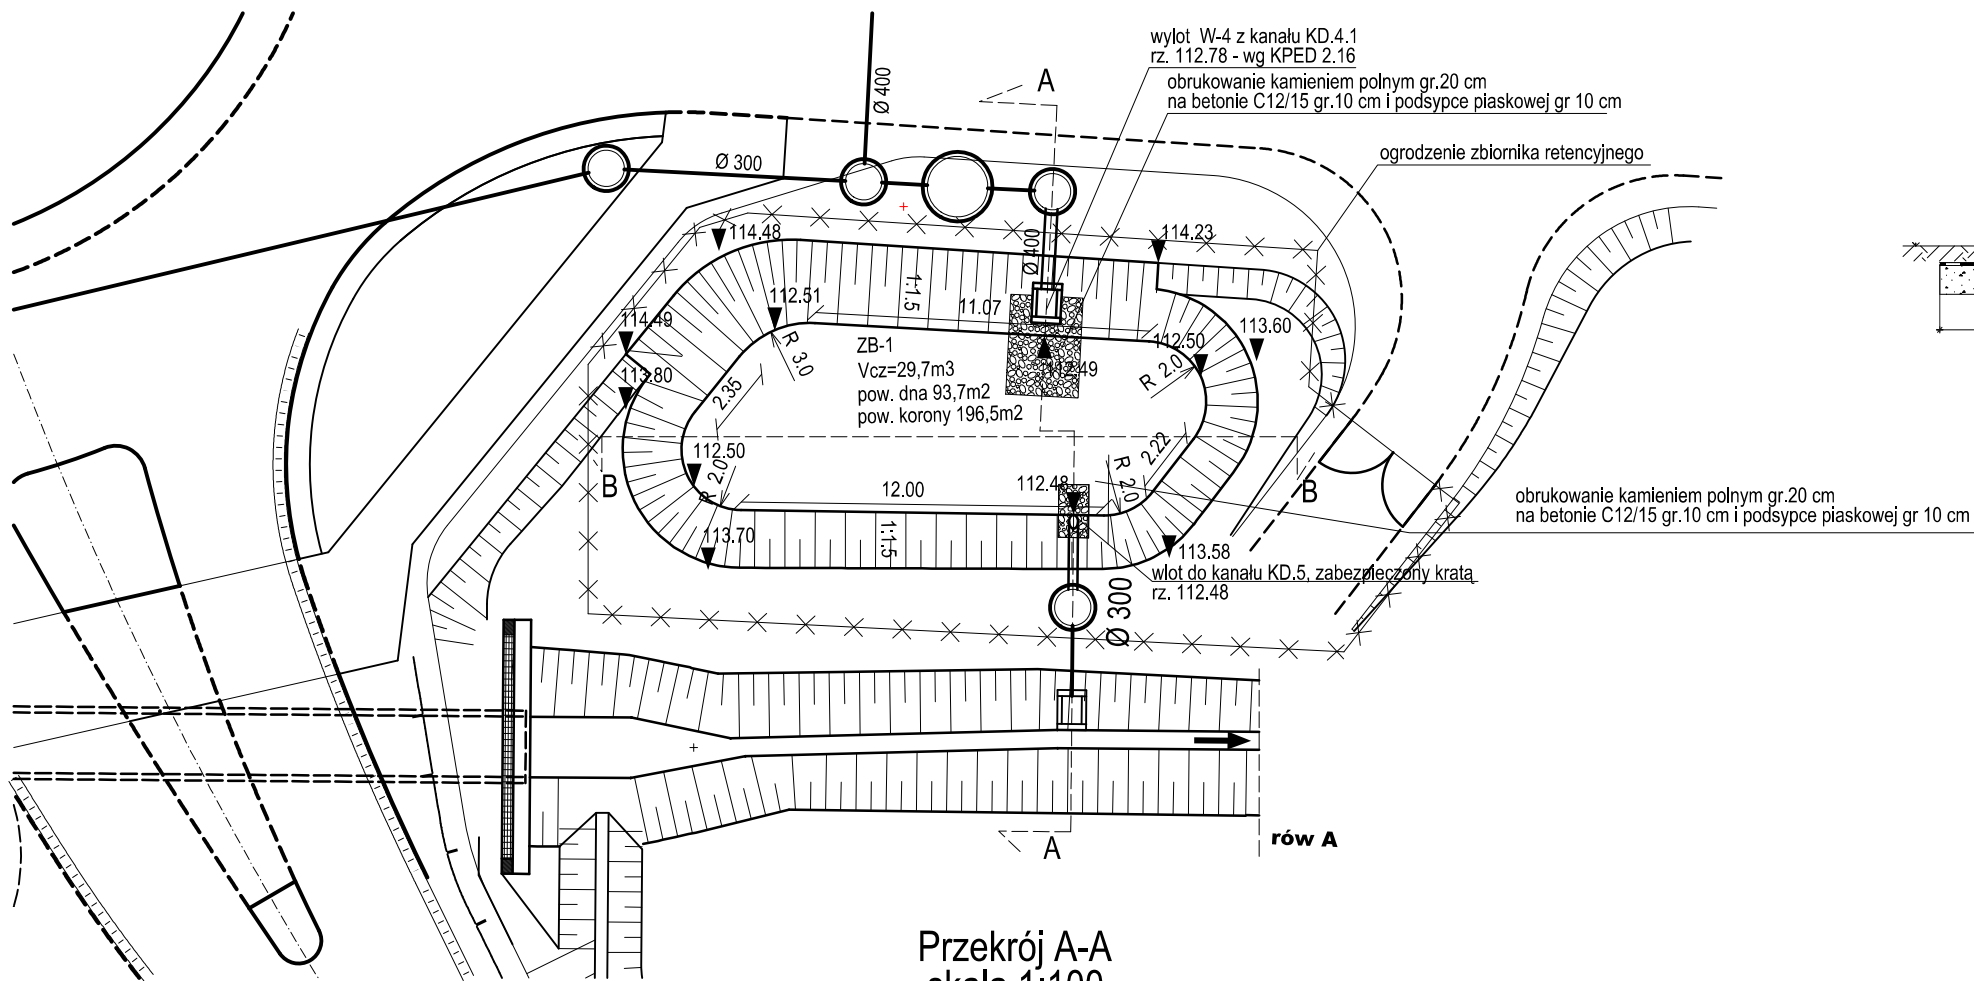 wylot W-4 z kanału KD.4.1
rz. 112.78 - wg KPED 2.16
A
obrukowanie kamieniem polnym gr.20 cm
na betonie C12/15 gr.10 cm i podsypce piaskowej gr 10 cm
Ø 400
Ø 300
ogrodzenie zbiornika retencyjnego
114.48
114.23
Ø 400
1:1.5
112.51
11.07
114.49
113.60
R 3.0
ZB-1
Vcz=29,7m3
pow. dna 93,7m2
pow. korony 196,5m2
112.50
112.49
R 2.0
113.80
2.35
112.50
2.22
B
R 2.0
12.00
112.48
R 2.0
B
obrukowanie kamieniem polnym gr.20 cm
na betonie C12/15 gr.10 cm i podsypce piaskowej gr 10 cm
113.70
1:1.5
113.58
wlot do kanału KD.5, zabezpieczony kratą
rz. 112.48
Ø 300
rów A
A
Przekrój A-A
skala 1:100